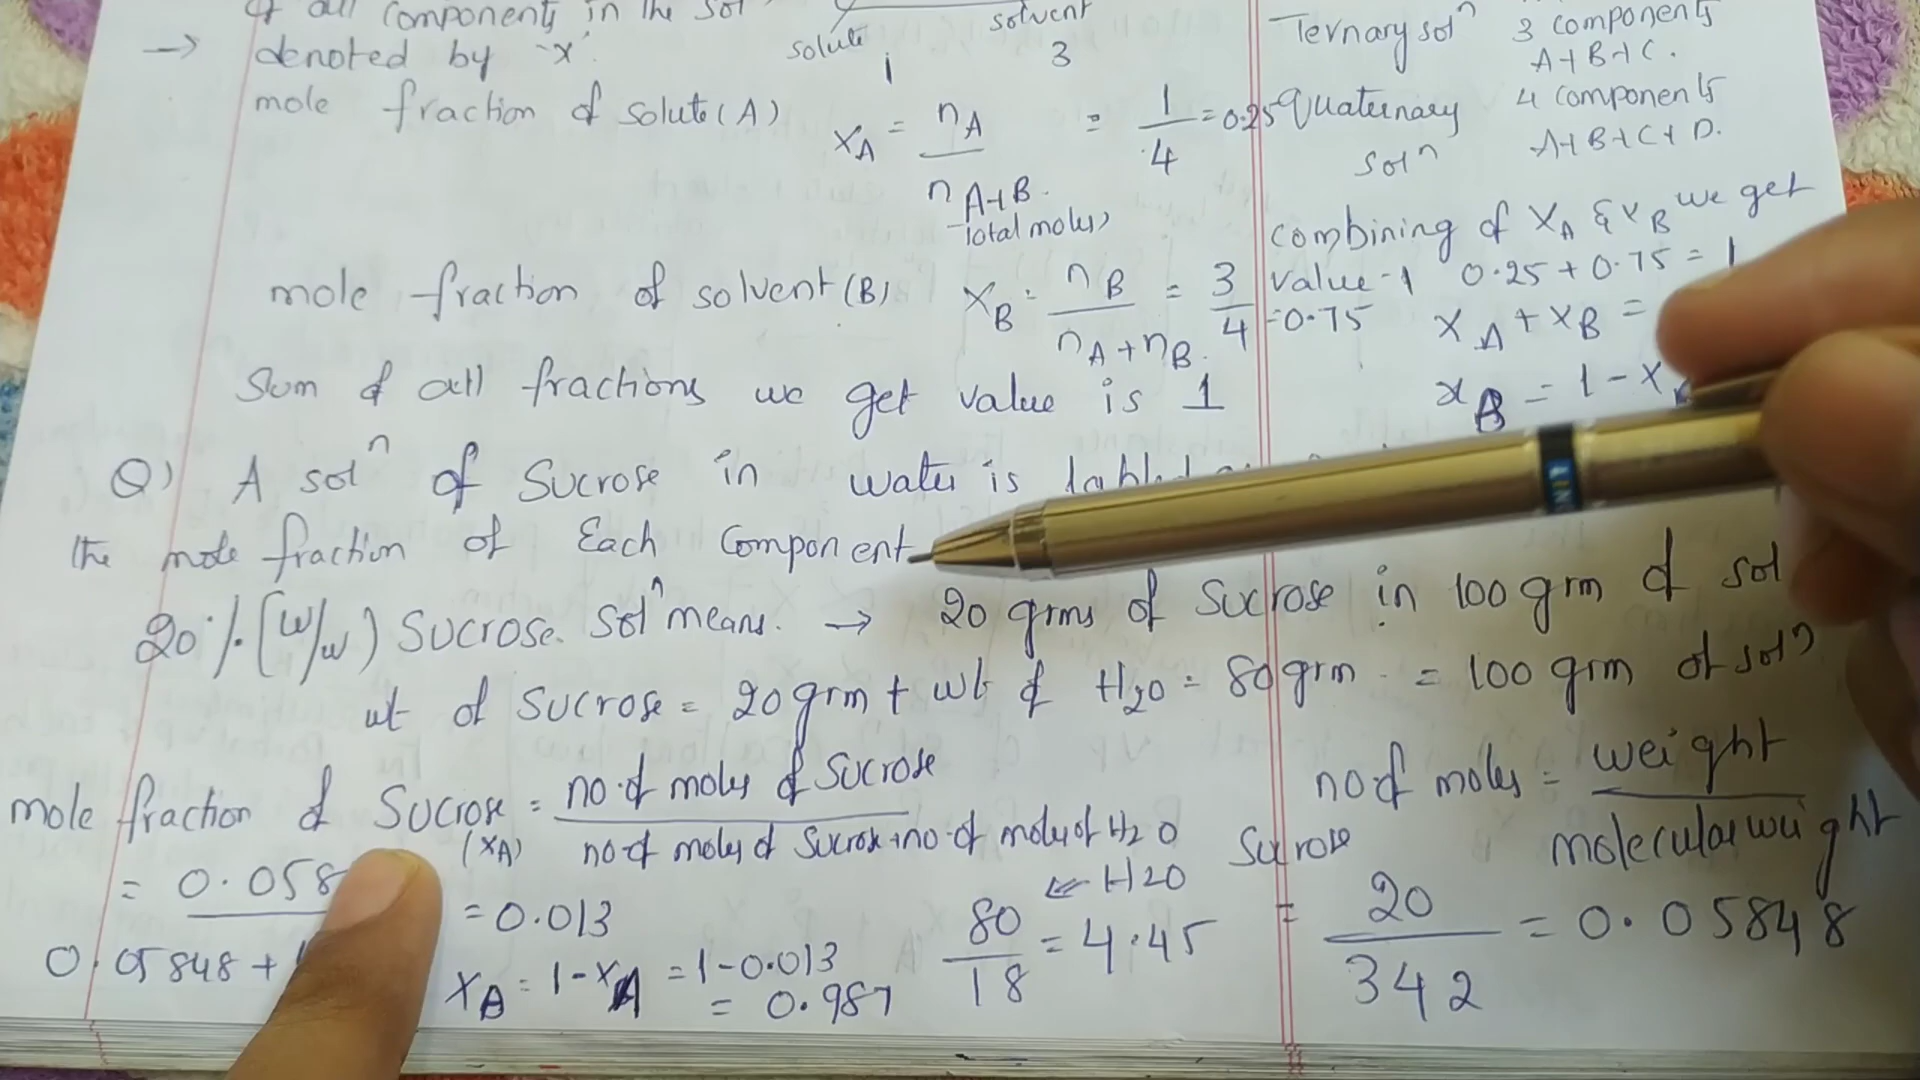 of all components in the sol
→ denoted by 'x'.
solute solvent
1 3
mole fraction of solute (A) xA = nA / nA+B. = 1/4 = 0.25
Total moles
Ternary solⁿ 3 components
A+B+C.
Quaternary solⁿ 4 components
A+B+C+D.
mole fraction of solvent (B) xB = nB / nA+nB. = 3/4 = 0.75
combining of xA & xB we get
value - 1 0.25 + 0.75 = 1
xA + xB =
xB = 1 - x
Sum of all fractions we get value is 1
Q) A solⁿ of Sucrose in water is
the mole fraction of Each Component
20%. (W/w) Sucrose. Solⁿ means. → 20 grms of Sucrose in 100 grm of sol
wt of Sucrose = 20grm + wt of H2O = 80 grm = 100 grm of solⁿ
mole fraction of Sucrose (xA) = no. of moles of Sucrose / no of moles of Sucrose + no. of moles of H2O
= 0.058
0.05848 +
= 0.013
xB = 1 - xA = 1 - 0.013
= 0.987
← H2O
80/18 = 4.45
no of moles = weight / molecular weight
Sucrose
= 20/342 = 0.05848